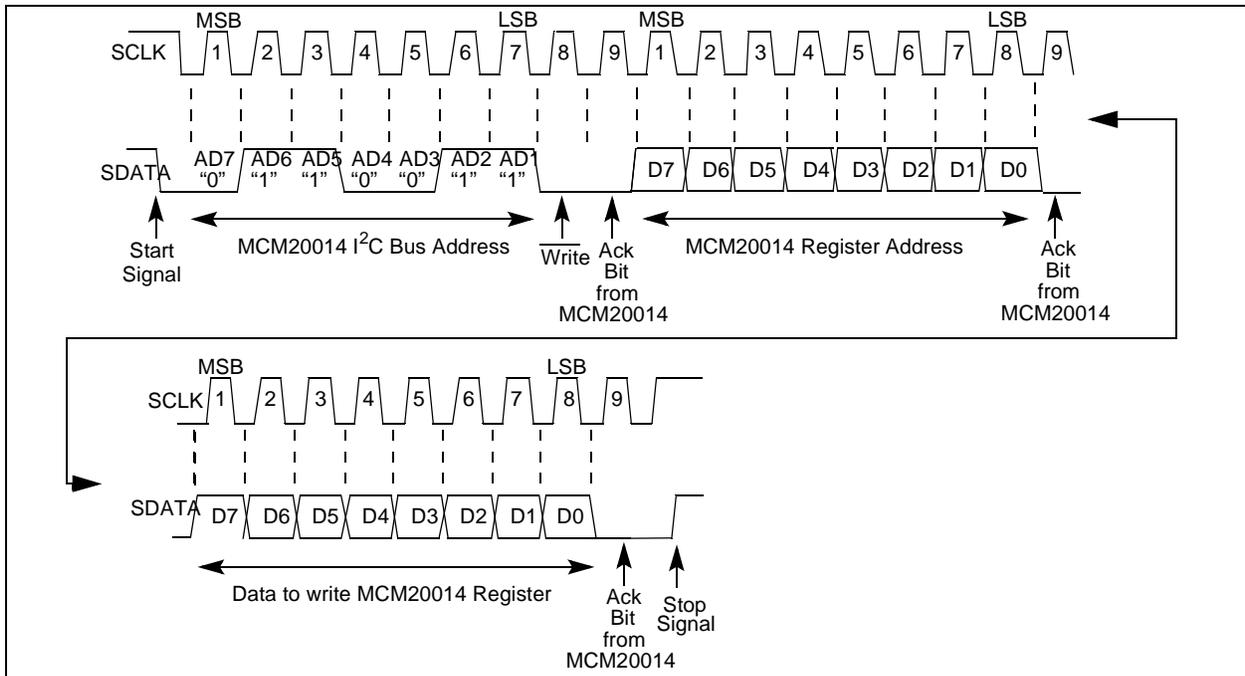 MSB LSB MSB LSB
SCLK 1 2 3 4 5 6 7 8 9 1 2 3 4 5 6 7 8 9
AD7 AD6 AD5 AD4 AD3 AD2 AD1
SDATA “0” “1” “1” “0” “0” “1” “1” D7 D6 D5 D4 D3 D2 D1 D0
Start
Signal
MCM20014 I²C Bus Address
Write
Ack
Bit
from
MCM20014
MCM20014 Register Address
Ack
Bit
from
MCM20014
MSB LSB
SCLK 1 2 3 4 5 6 7 8 9
SDATA D7 D6 D5 D4 D3 D2 D1 D0
Data to write MCM20014 Register
Ack
Bit
from
MCM20014
Stop
Signal